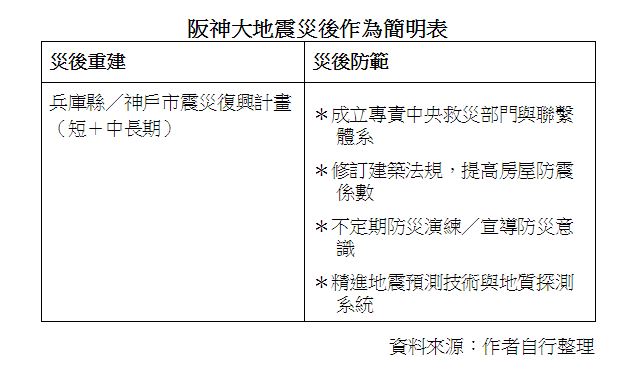 阪神大地震災後作為簡明表
災後重建
災後防範
兵庫縣／神戶市震災復興計畫
（短＋中長期）
＊成立專責中央救災部門與聯繫
體系
＊修訂建築法規，提高房屋防震
係數
＊不定期防災演練／宣導防災意
識
＊精進地震預測技術與地質探測
系統
資料來源：作者自行整理